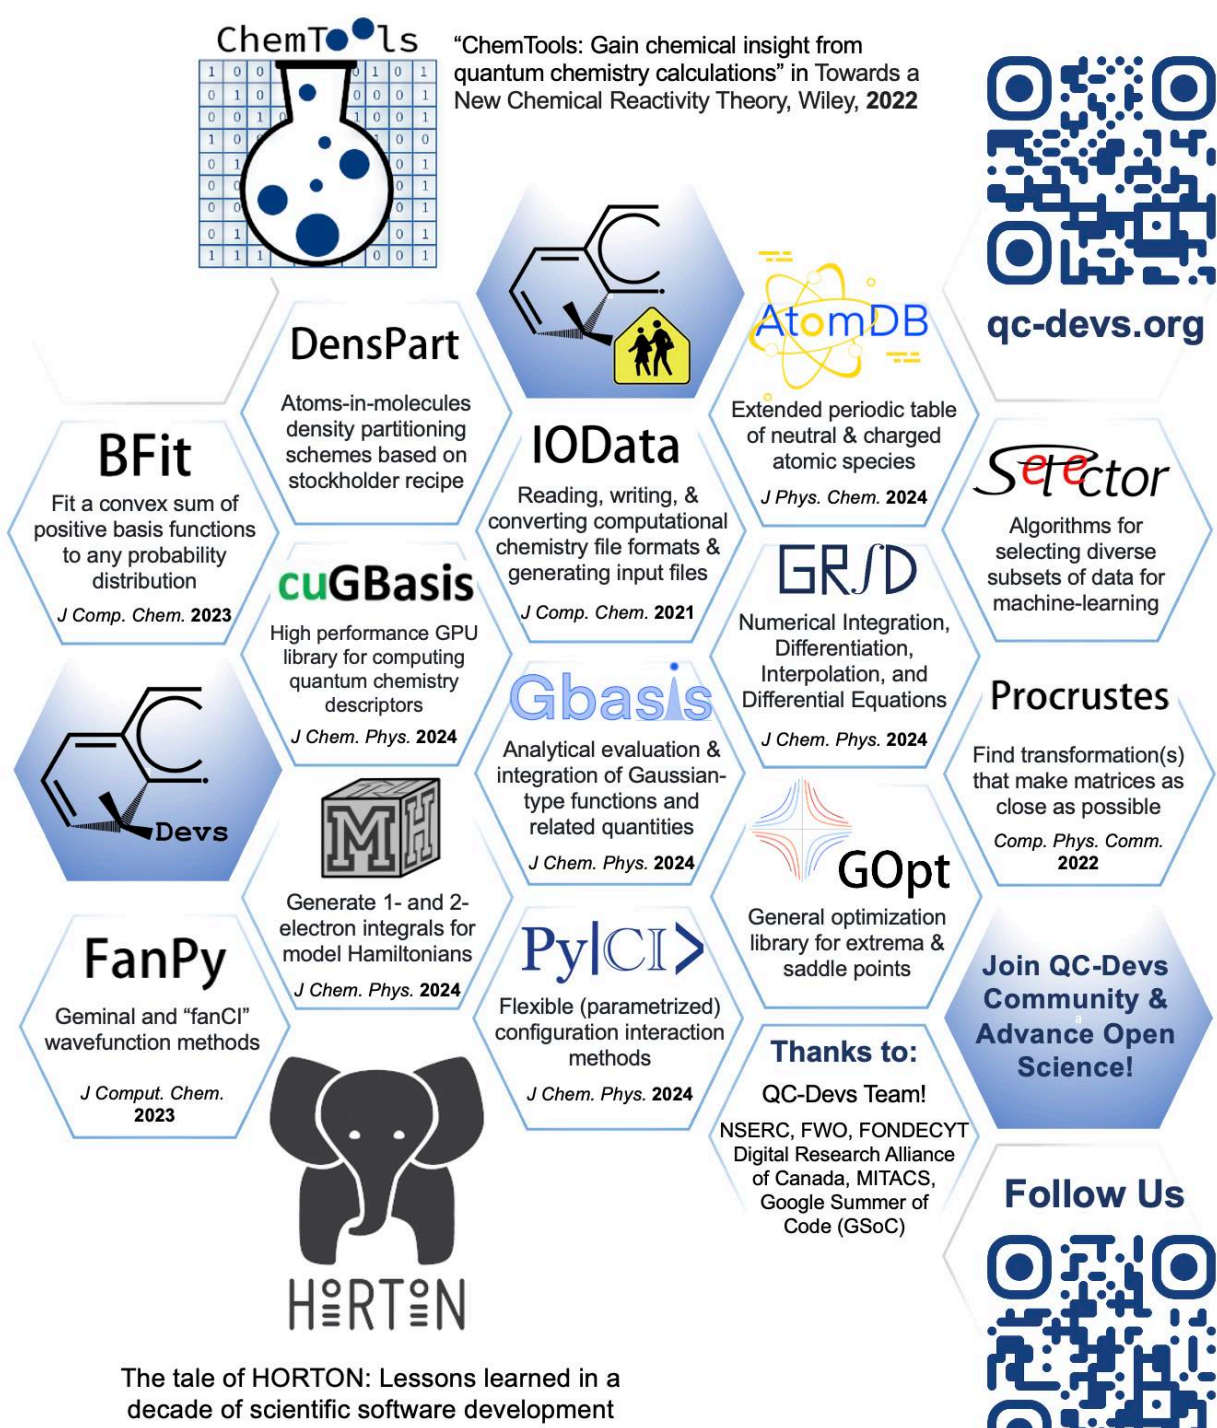 ChemTools
“ChemTools: Gain chemical insight from
quantum chemistry calculations” in Towards a
New Chemical Reactivity Theory, Wiley, 2022
qc-devs.org
DensPart
Atoms-in-molecules
density partitioning
schemes based on
stockholder recipe
AtomDB
Extended periodic table
of neutral & charged
atomic species
J Phys. Chem. 2024
BFit
Fit a convex sum of
positive basis functions
to any probability
distribution
J Comp. Chem. 2023
IOData
Reading, writing, &
converting computational
chemistry file formats &
generating input files
J Comp. Chem. 2021
Selector
Algorithms for
selecting diverse
subsets of data for
machine-learning
cuGBasis
High performance GPU
library for computing
quantum chemistry
descriptors
J Chem. Phys. 2024
GRID
Numerical Integration,
Differentiation,
Interpolation, and
Differential Equations
J Chem. Phys. 2024
Devs
Gbasis
Analytical evaluation &
integration of Gaussian-
type functions and
related quantities
J Chem. Phys. 2024
Procrustes
Find transformation(s)
that make matrices as
close as possible
Comp. Phys. Comm.
2022
MH
Generate 1- and 2-
electron integrals for
model Hamiltonians
J Chem. Phys. 2024
GOpt
General optimization
library for extrema &
saddle points
FanPy
Geminal and “fanCI”
wavefunction methods
J Comput. Chem.
2023
Py|CI>
Flexible (parametrized)
configuration interaction
methods
J Chem. Phys. 2024
Join QC-Devs
Community &
Advance Open
Science!
Thanks to:
QC-Devs Team!
NSERC, FWO, FONDECYT
Digital Research Alliance
of Canada, MITACS,
Google Summer of
Code (GSoC)
Follow Us
HORTON
The tale of HORTON: Lessons learned in a
decade of scientific software development